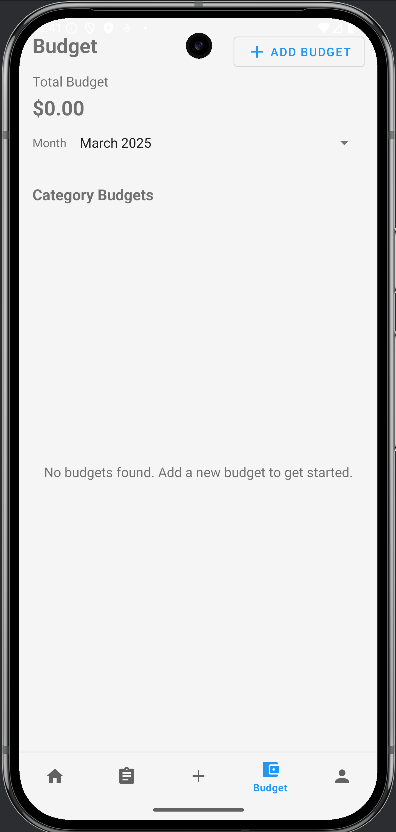 Budget
+ ADD BUDGET
Total Budget
$0.00
Month March 2025
Category Budgets
No budgets found. Add a new budget to get started.
Budget